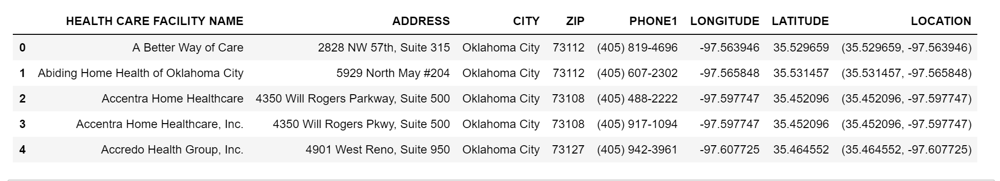 HEALTH CARE FACILITY NAME ADDRESS CITY ZIP PHONE1 LONGITUDE LATITUDE LOCATION
0 A Better Way of Care 2828 NW 57th, Suite 315 Oklahoma City 73112 (405) 819-4696 -97.563946 35.529659 (35.529659, -97.563946)
1 Abiding Home Health of Oklahoma City 5929 North May #204 Oklahoma City 73112 (405) 607-2302 -97.565848 35.531457 (35.531457, -97.565848)
2 Accentra Home Healthcare 4350 Will Rogers Parkway, Suite 500 Oklahoma City 73108 (405) 488-2222 -97.597747 35.452096 (35.452096, -97.597747)
3 Accentra Home Healthcare, Inc. 4350 Will Rogers Pkwy, Suite 500 Oklahoma City 73108 (405) 917-1094 -97.597747 35.452096 (35.452096, -97.597747)
4 Accredo Health Group, Inc. 4901 West Reno, Suite 950 Oklahoma City 73127 (405) 942-3961 -97.607725 35.464552 (35.464552, -97.607725)